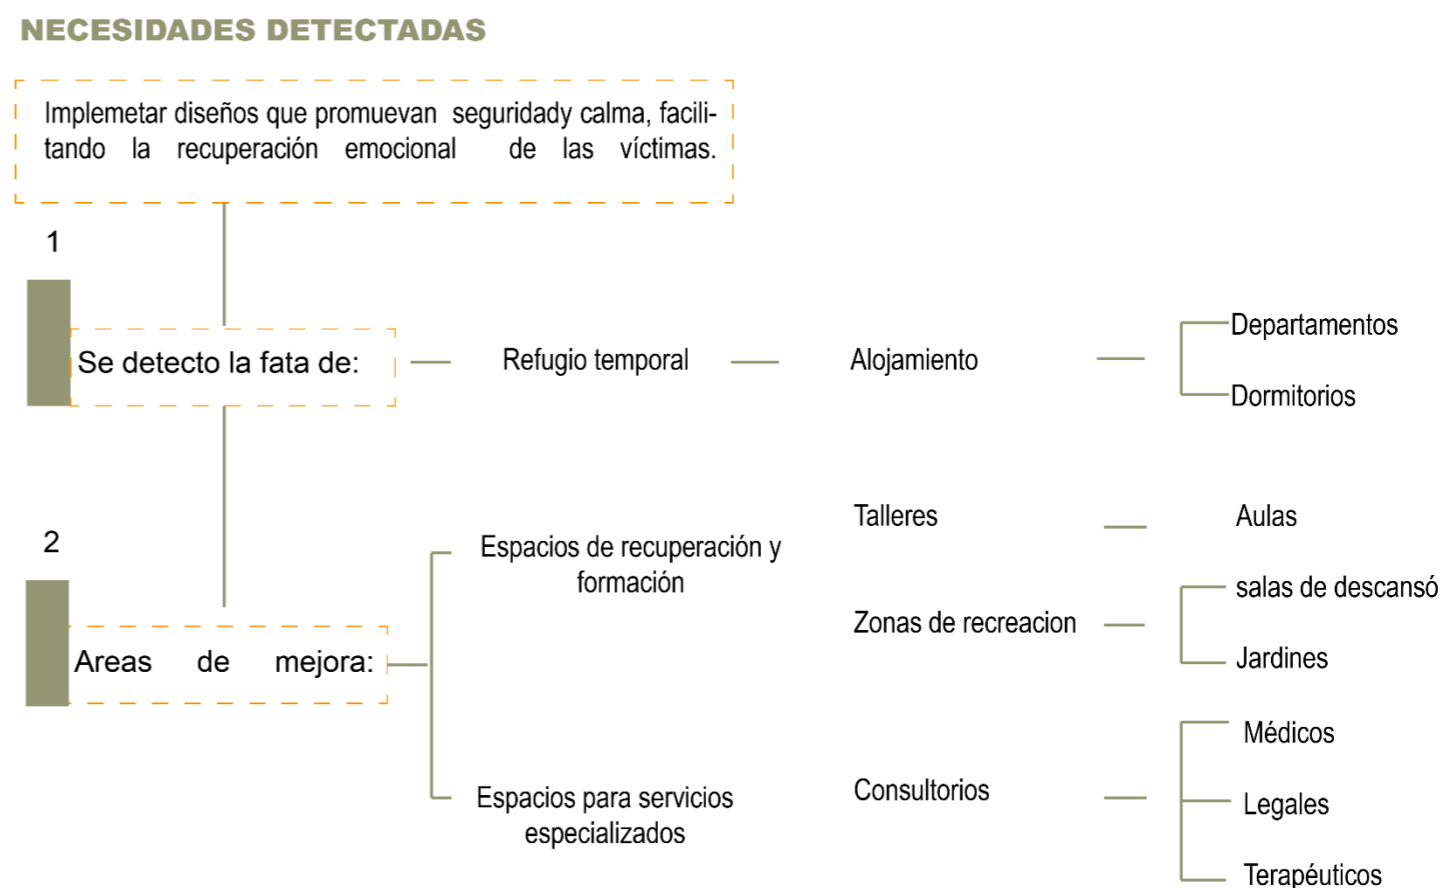 NECESIDADES DETECTADAS
Implemetar diseños que promuevan seguridady calma, facili-
tando la recuperación emocional de las víctimas.
1
Se detecto la fata de:
Refugio temporal
Alojamiento
Departamentos
Dormitorios
2
Areas de mejora:
Espacios de recuperación y
formación
Talleres
Aulas
Zonas de recreacion
salas de descansó
Jardines
Espacios para servicios
especializados
Consultorios
Médicos
Legales
Terapéuticos